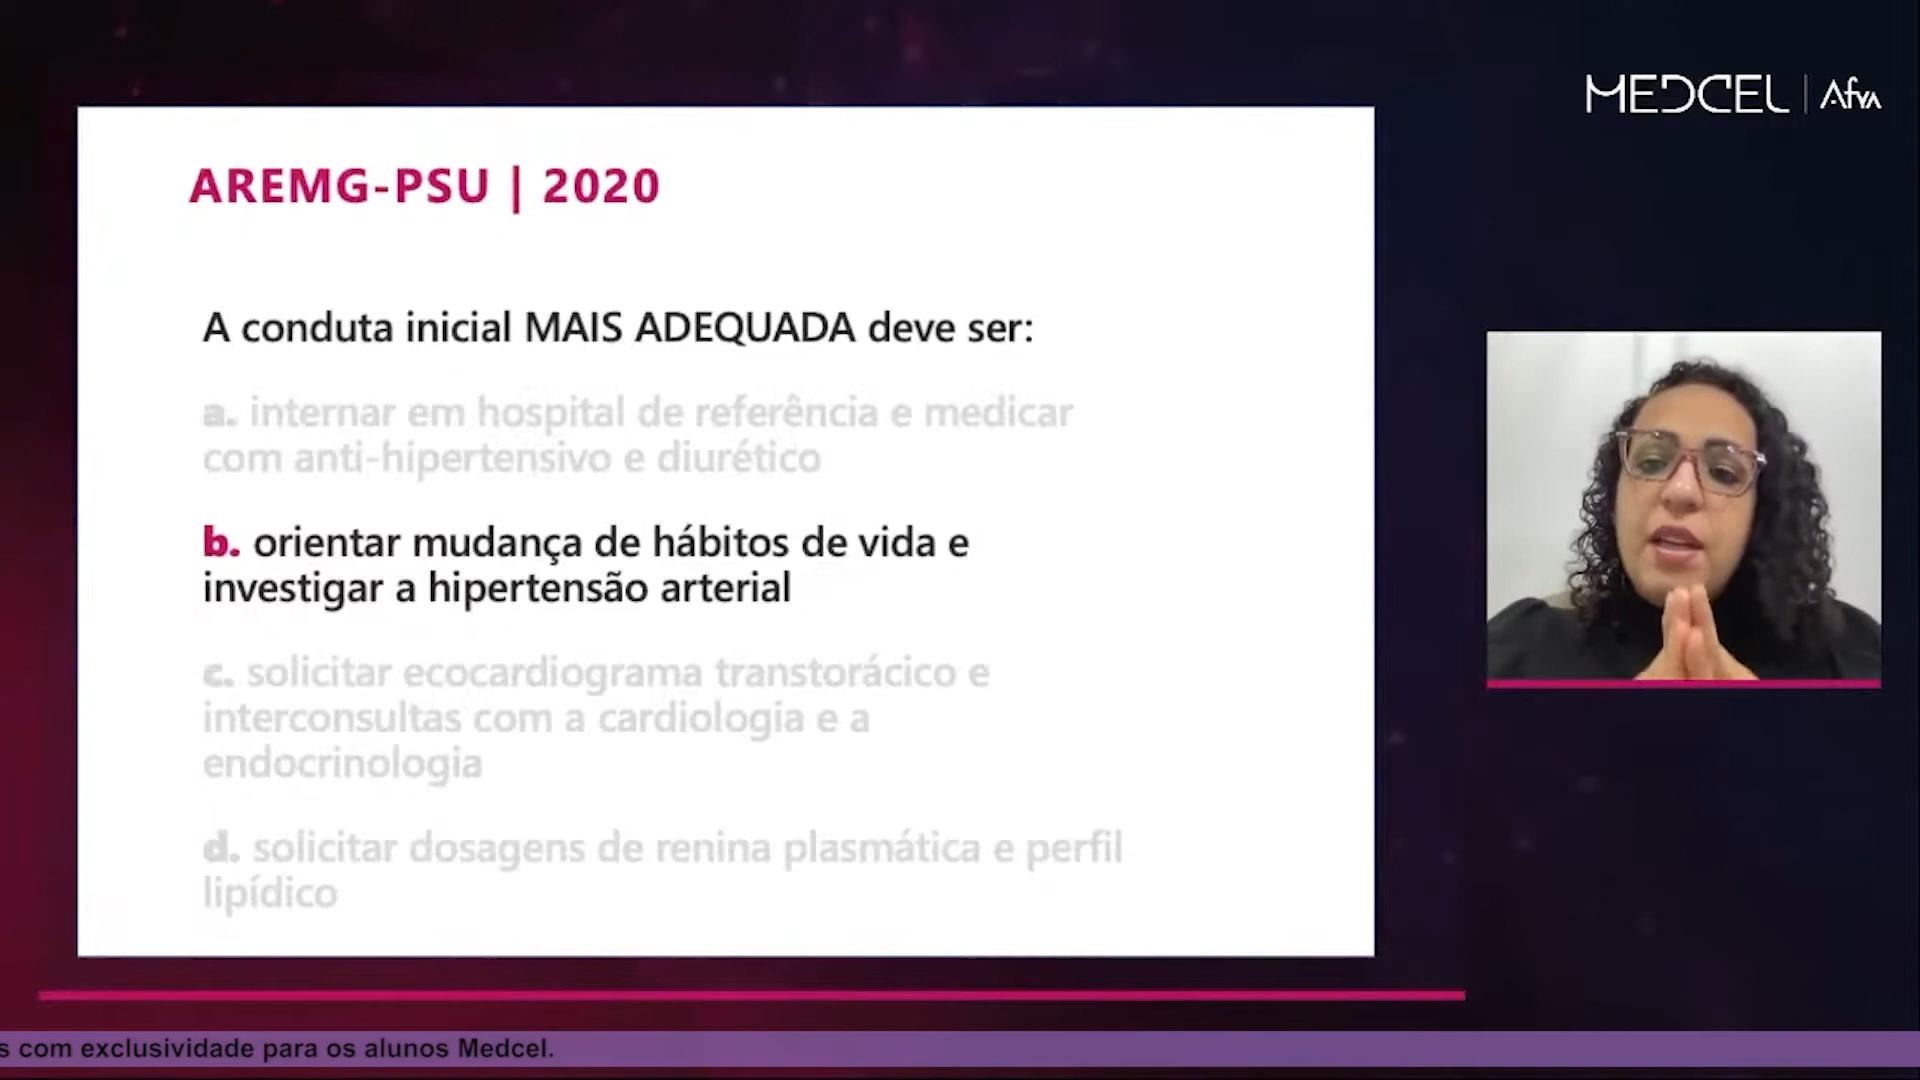 MEDCEL | Afya
AREMG-PSU | 2020
A conduta inicial MAIS ADEQUADA deve ser:
a. internar em hospital de referência e medicar
com anti-hipertensivo e diurético
b. orientar mudança de hábitos de vida e
investigar a hipertensão arterial
c. solicitar ecocardiograma transtorácico e
interconsultas com a cardiologia e a
endocrinologia
d. solicitar dosagens de renina plasmática e perfil
lipídico
s com exclusividade para os alunos Medcel.